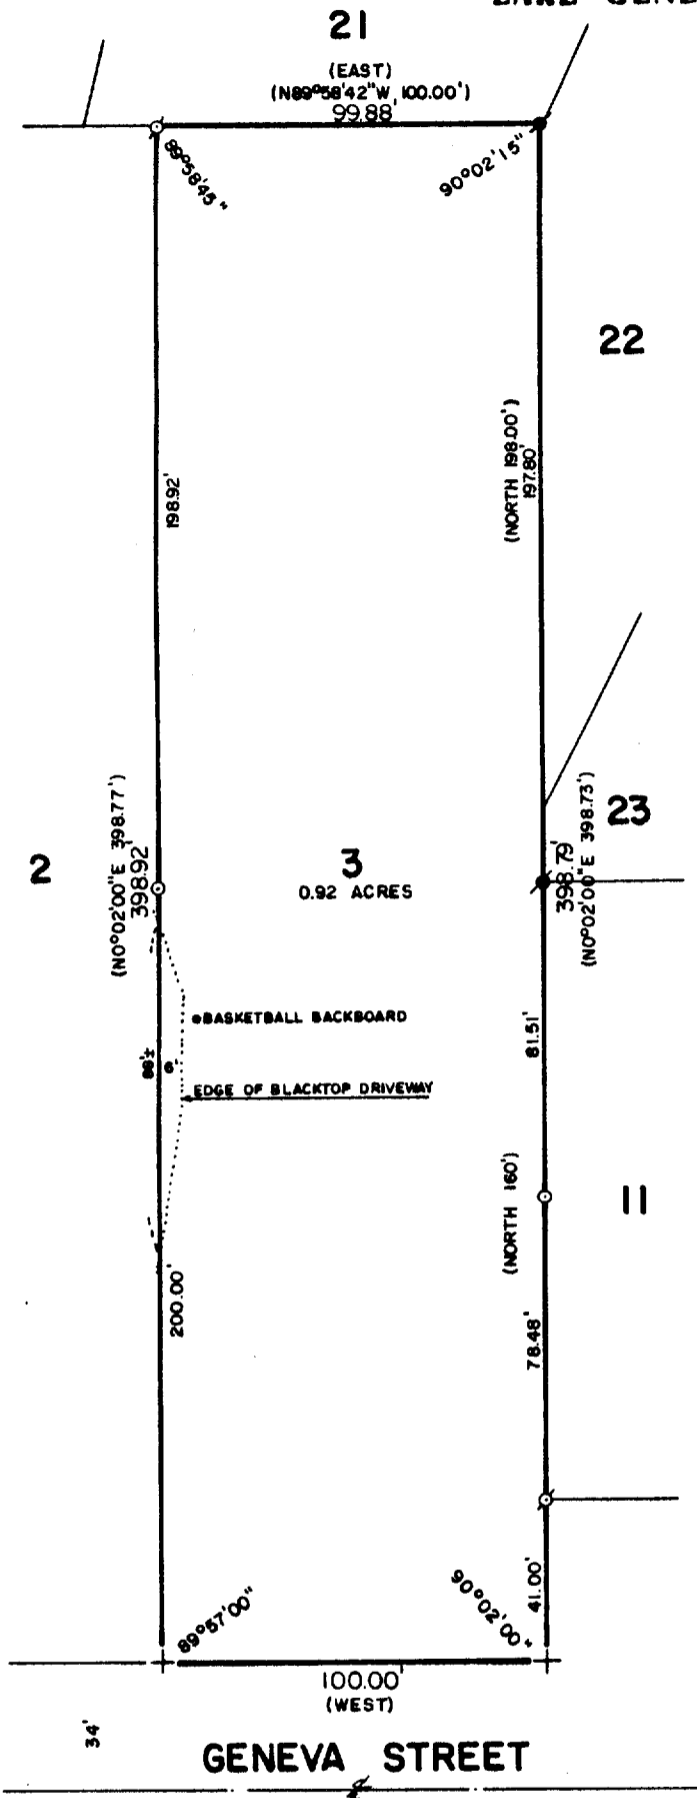 21
(EAST)
(N89°58'42"W, 100.00')
99.88'
89°58'45"
90°02'15"
22
(NORTH 198.00')
197.80'
198.92'
2
(N0°02'00"E 398.77')
398.92'
3
0.92 ACRES
23
398.79'
(N0°02'00"E 398.73')
BASKETBALL BACKBOARD
81.51'
88'±
6'
EDGE OF BLACKTOP DRIVEWAY
(NORTH 160')
11
200.00'
78.48'
41.00'
89°57'00"
90°02'00"
100.00'
(WEST)
34'
GENEVA STREET